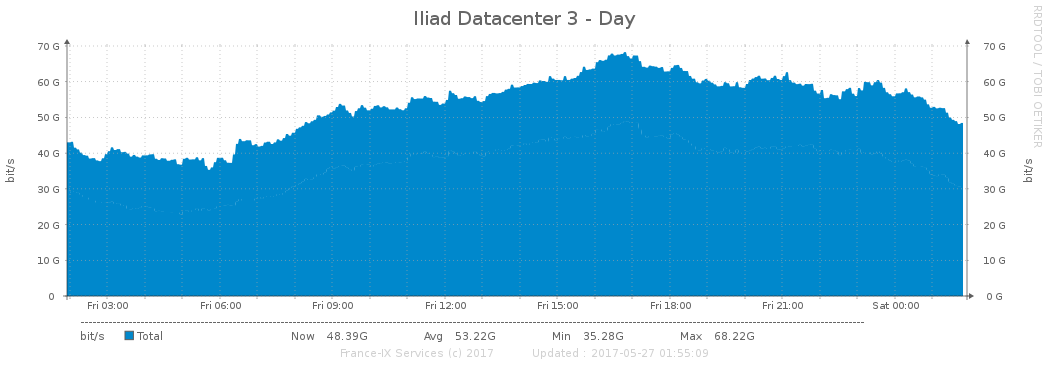 Iliad Datacenter 3 - Day
RRDTOOL / TOBI OETIKER
70 G 70 G
60 G 60 G
50 G 50 G
40 G 40 G
30 G 30 G
20 G 20 G
10 G 10 G
0 0 G
bit/s bit/s
Fri 03:00 Fri 06:00 Fri 09:00 Fri 12:00 Fri 15:00 Fri 18:00 Fri 21:00 Sat 00:00
bit/s Total Now 48.39G Avg 53.22G Min 35.28G Max 68.22G
France-IX Services (c) 2017 Updated : 2017-05-27 01:55:09